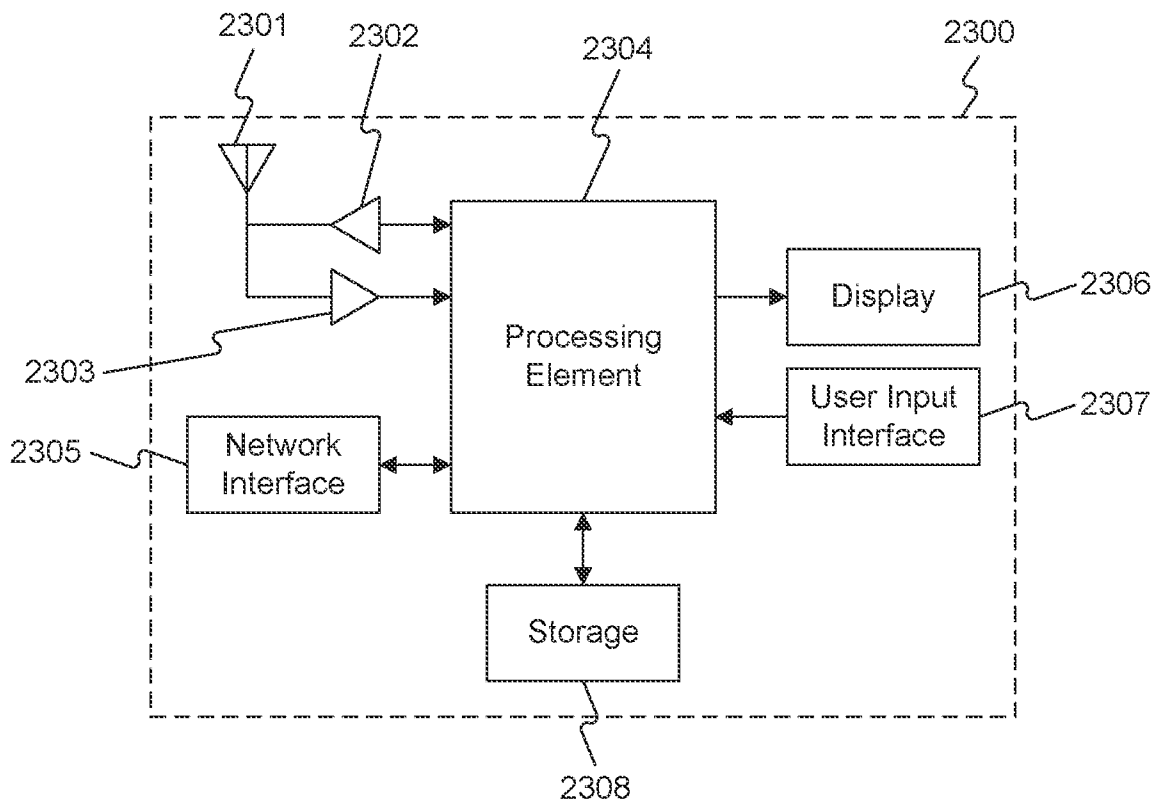 2301
2302
2304
2300
Processing
Element
Display
2306
2303
User Input
Interface
2307
2305
Network
Interface
Storage
2308